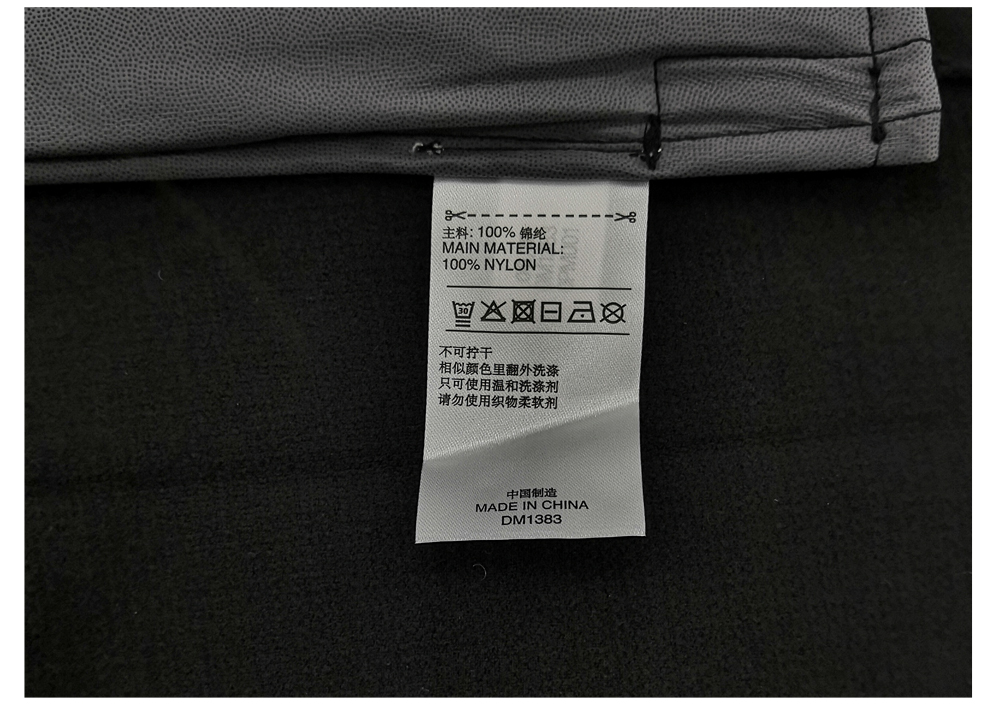 主料: 100% 锦纶
MAIN MATERIAL:
100% NYLON
30
不可拧干
相似颜色里翻外洗涤
只可使用温和洗涤剂
请勿使用织物柔软剂
中国制造
MADE IN CHINA
DM1383